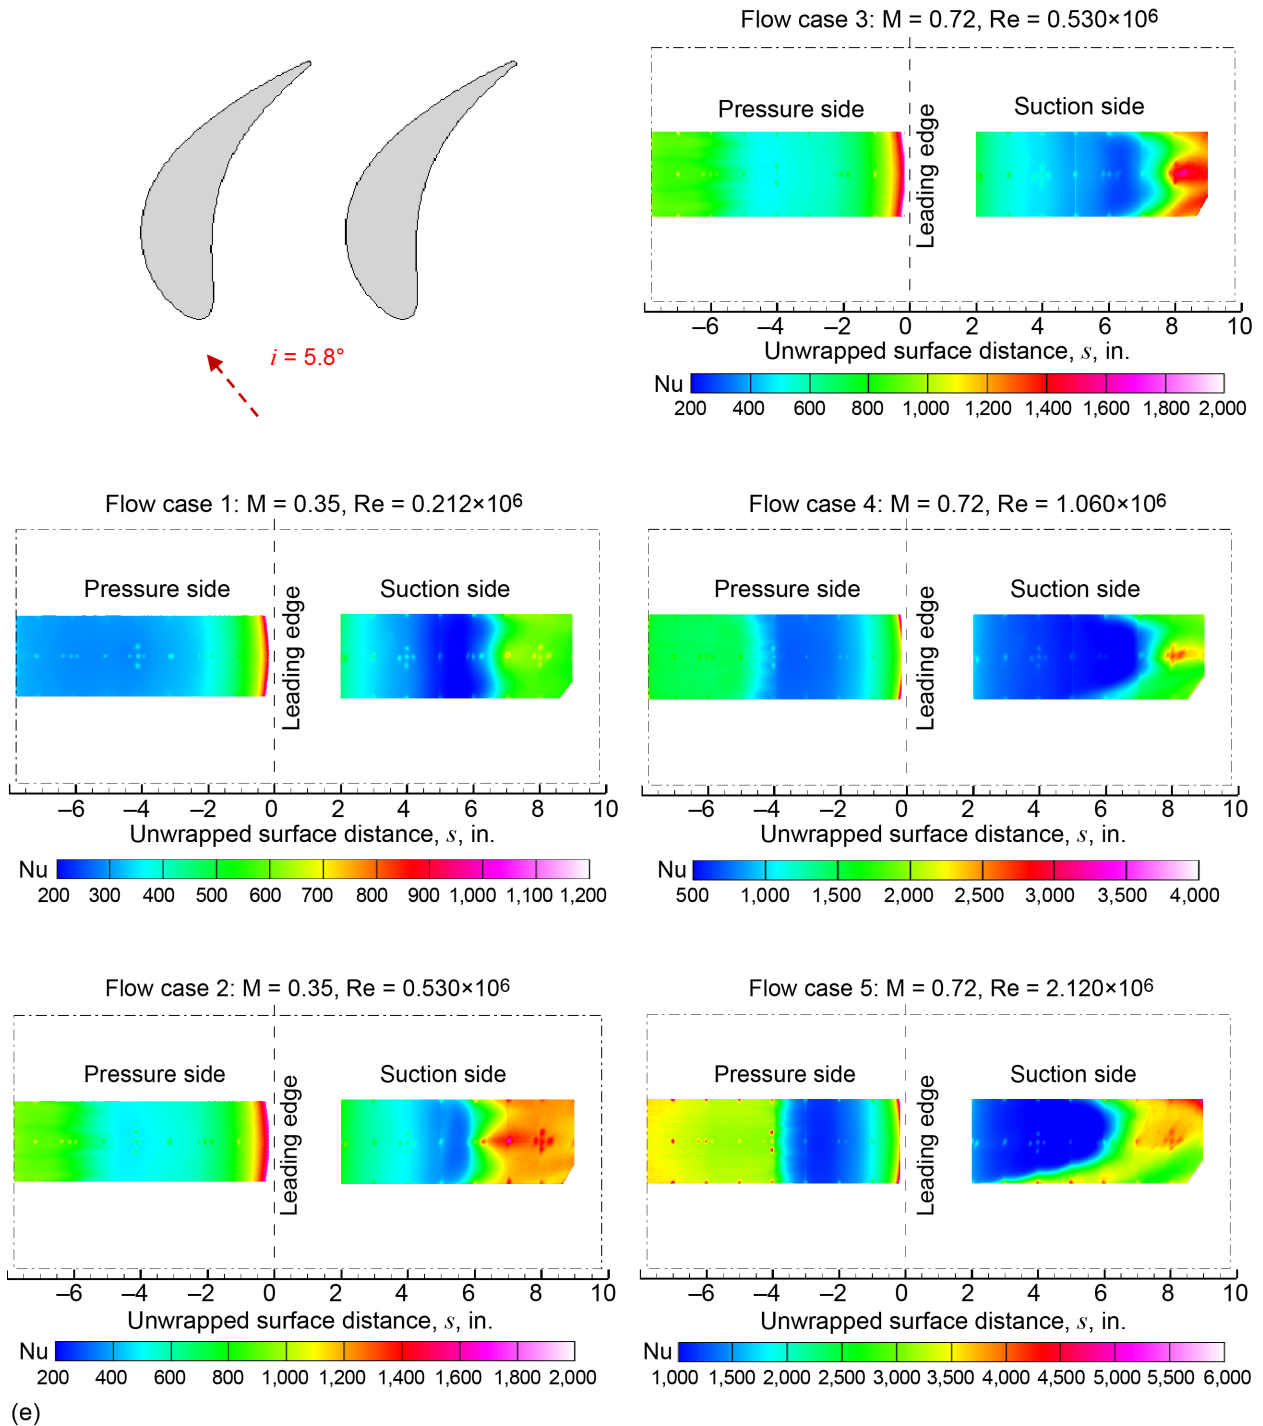 Flow case 3: M = 0.72, Re = 0.530×10⁶
Pressure side
Leading edge
Suction side
–6 –4 –2 0 2 4 6 8 10
Unwrapped surface distance, s, in.
Nu
200 400 600 800 1,000 1,200 1,400 1,600 1,800 2,000
i = 5.8°
Flow case 1: M = 0.35, Re = 0.212×10⁶
Pressure side
Leading edge
Suction side
–6 –4 –2 0 2 4 6 8 10
Unwrapped surface distance, s, in.
Nu
200 300 400 500 600 700 800 900 1,000 1,100 1,200
Flow case 4: M = 0.72, Re = 1.060×10⁶
Pressure side
Leading edge
Suction side
–6 –4 –2 0 2 4 6 8 10
Unwrapped surface distance, s, in.
Nu
500 1,000 1,500 2,000 2,500 3,000 3,500 4,000
Flow case 2: M = 0.35, Re = 0.530×10⁶
Pressure side
Leading edge
Suction side
–6 –4 –2 0 2 4 6 8 10
Unwrapped surface distance, s, in.
Nu
200 400 600 800 1,000 1,200 1,400 1,600 1,800 2,000
Flow case 5: M = 0.72, Re = 2.120×10⁶
Pressure side
Leading edge
Suction side
–6 –4 –2 0 2 4 6 8 10
Unwrapped surface distance, s, in.
Nu
1,000 1,500 2,000 2,500 3,000 3,500 4,000 4,500 5,000 5,500 6,000
(e)